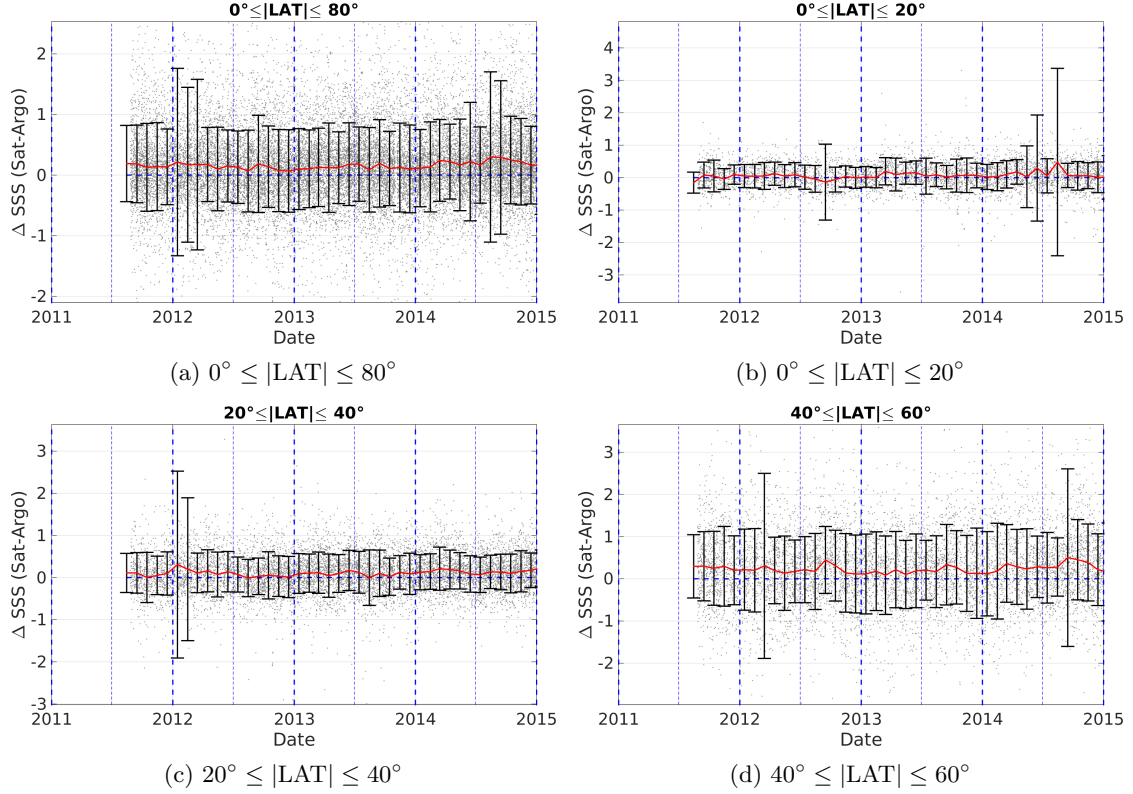 0°≤|LAT|≤ 80°
Δ SSS (Sat-Argo)
2
1
0
-1
-2
2011 2012 2013 2014 2015
Date
(a) 0° ≤ |LAT| ≤ 80°
0°≤|LAT|≤ 20°
Δ SSS (Sat-Argo)
4
3
2
1
0
-1
-2
-3
2011 2012 2013 2014 2015
Date
(b) 0° ≤ |LAT| ≤ 20°
20°≤|LAT|≤ 40°
Δ SSS (Sat-Argo)
3
2
1
0
-1
-2
-3
2011 2012 2013 2014 2015
Date
(c) 20° ≤ |LAT| ≤ 40°
40°≤|LAT|≤ 60°
Δ SSS (Sat-Argo)
3
2
1
0
-1
-2
2011 2012 2013 2014 2015
Date
(d) 40° ≤ |LAT| ≤ 60°